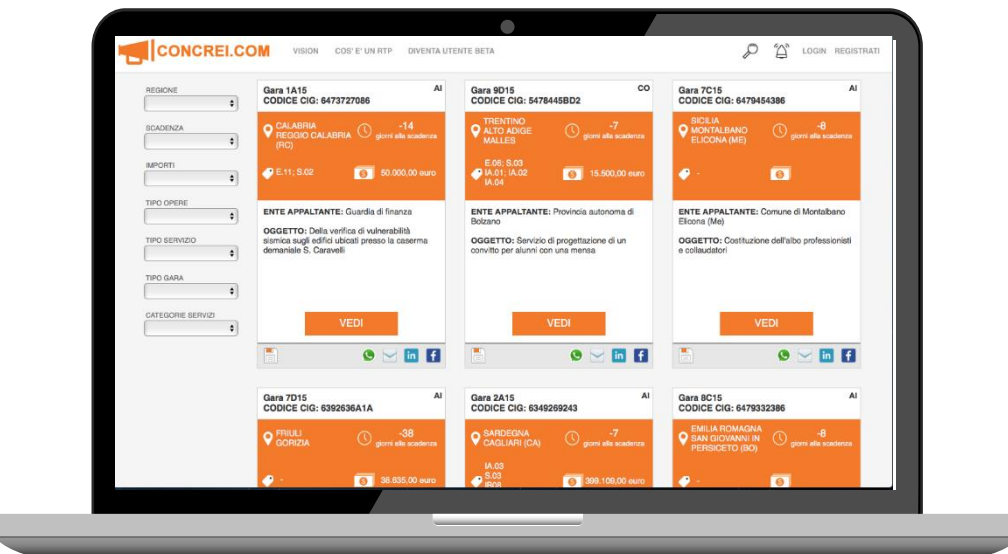 CONCREI.COM
VISION COS' E' UN RTP DIVENTA UTENTE BETA
LOGIN REGISTRATI
REGIONE
SCADENZA
IMPORTI
TIPO OPERE
TIPO SERVIZIO
TIPO GARA
CATEGORIE SERVIZI
Gara 1A15 AI
CODICE CIG: 6473727086
CALABRIA
REGGIO CALABRIA
(RC)
-14
giorni alla scadenza
E.11; S.02
50.000,00 euro
ENTE APPALTANTE: Guardia di finanza
OGGETTO: Della verifica di vulnerabilità
sismica sugli edifici ubicati presso la caserma
demaniale S. Caravelli
VEDI
Gara 9D15 CO
CODICE CIG: 5478445BD2
TRENTINO
ALTO ADIGE
MALLES
-7
giorni alla scadenza
E.06; S.03
IA.01; IA.02
IA.04
15.500,00 euro
ENTE APPALTANTE: Provincia autonoma di
Bolzano
OGGETTO: Servizio di progettazione di un
convitto per alunni con una mensa
VEDI
Gara 7C15 AI
CODICE CIG: 6479454386
SICILIA
MONTALBANO
ELICONA (ME)
-8
giorni alla scadenza
-
ENTE APPALTANTE: Comune di Montalbano
Elicona (Me)
OGGETTO: Costituzione dell'albo professionisti
e collaudatori
VEDI
Gara 7D15 AI
CODICE CIG: 6392636A1A
FRIULI
GORIZIA
-38
giorni alla scadenza
-
38.635,00 euro
Gara 2A15 AI
CODICE CIG: 6349269243
SARDEGNA
CAGLIARI (CA)
-7
giorni alla scadenza
IA.03
S.03
IB08
399.109,00 euro
Gara 8C15 AI
CODICE CIG: 6479332386
EMILIA ROMAGNA
SAN GIOVANNI IN
PERSICETO (BO)
-8
giorni alla scadenza
-